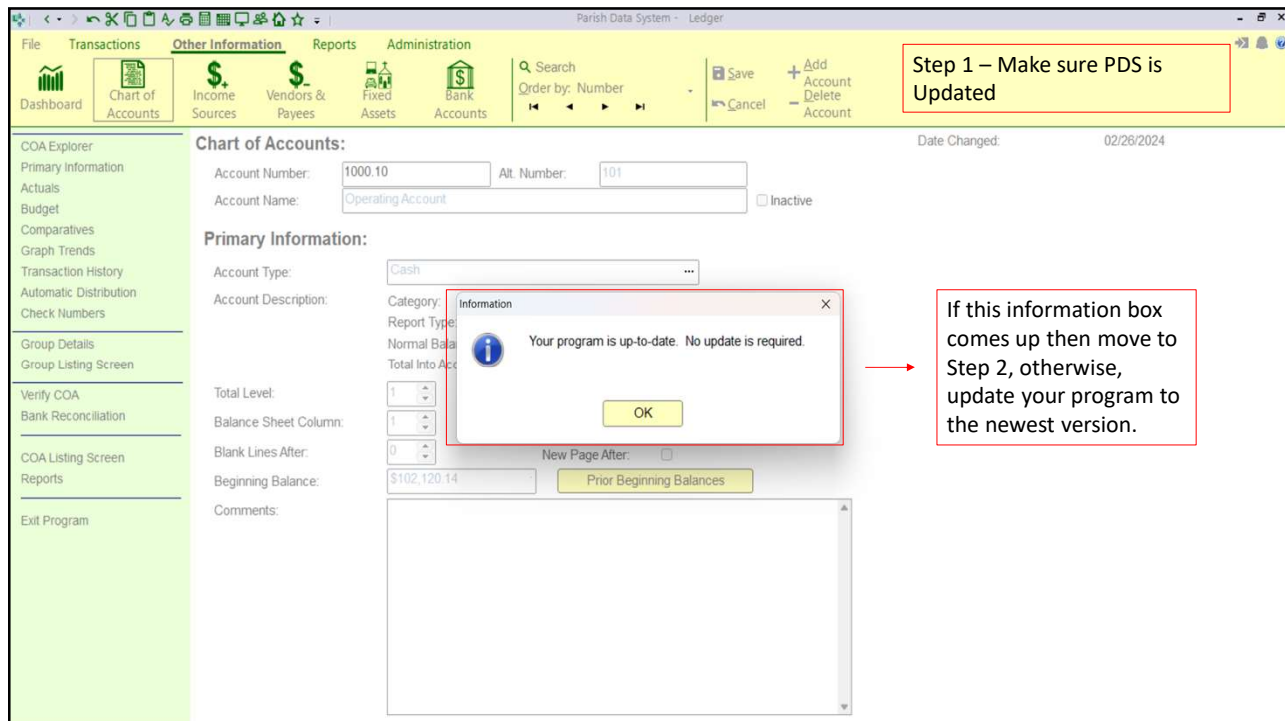 Parish Data System - Ledger
File Transactions Other Information Reports Administration
Dashboard
Chart of Accounts
Income Sources
Vendors & Payees
Fixed Assets
Bank Accounts
Search
Order by: Number
Save
Cancel
Add Account
Delete Account
Step 1 – Make sure PDS is
Updated
COA Explorer
Primary Information
Actuals
Budget
Comparatives
Graph Trends
Transaction History
Automatic Distribution
Check Numbers
Group Details
Group Listing Screen
Verify COA
Bank Reconciliation
COA Listing Screen
Reports
Exit Program
Chart of Accounts:
Date Changed: 02/26/2024
Account Number: 1000.10 Alt. Number: 101
Account Name: Operating Account Inactive
Primary Information:
Account Type: Cash ...
Account Description: Category:
Report Type:
Normal Bala
Total Into Acc
Total Level: 1
Balance Sheet Column: 1
Blank Lines After: 0 New Page After:
Beginning Balance: $102,120.14 Prior Beginning Balances
Comments:
Information
Your program is up-to-date. No update is required.
OK
If this information box
comes up then move to
Step 2, otherwise,
update your program to
the newest version.